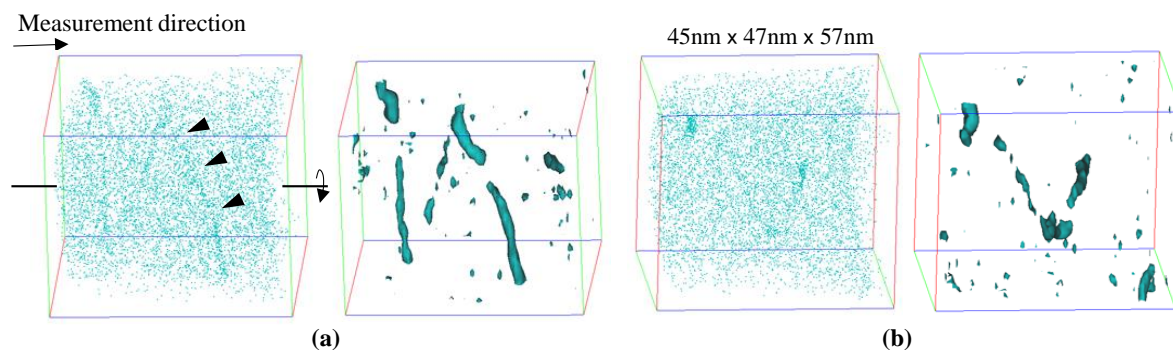 Measurement direction
45nm x 47nm x 57nm
(a)
(b)